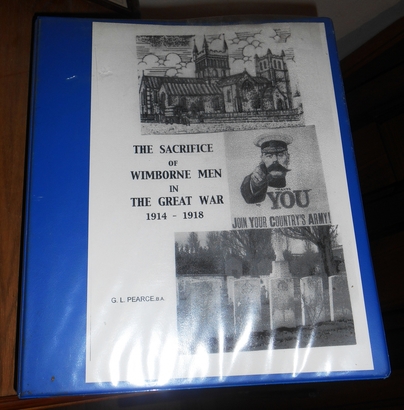 THE SACRIFICE
OF
WIMBORNE MEN
IN
THE GREAT WAR
1914 - 1918
YOU
JOIN YOUR COUNTRY'S ARMY!
G. L. PEARCE, B.A.